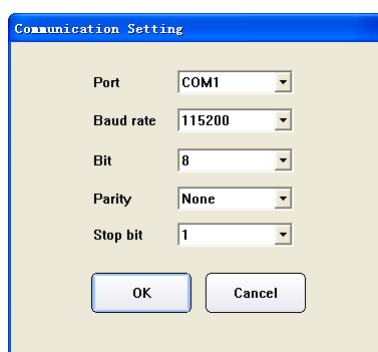 Communication Setting
Port COM1
Baud rate 115200
Bit 8
Parity None
Stop bit 1
OK Cancel